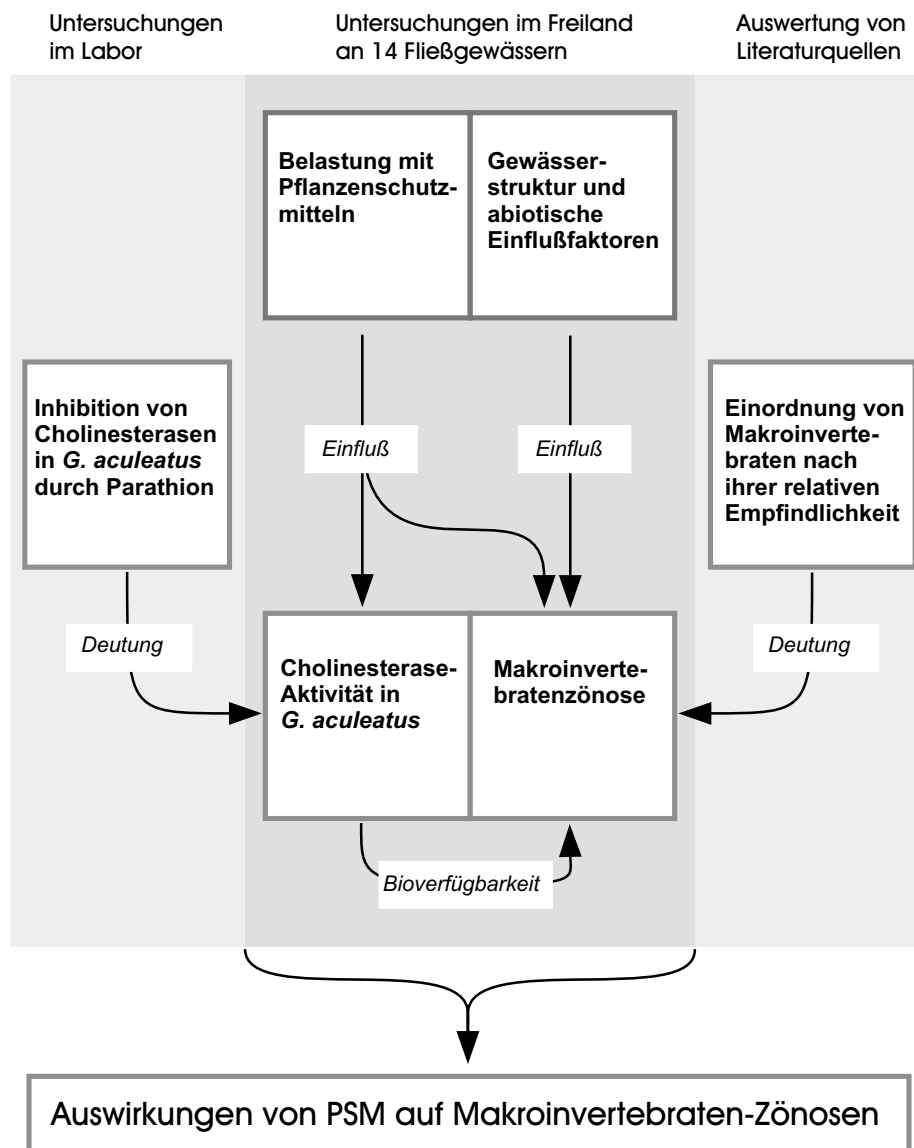 Untersuchungen
im Labor
Untersuchungen im Freiland
an 14 Fließgewässern
Auswertung von
Literaturquellen
Belastung mit
Pflanzenschutz-
mitteln
Gewässer-
struktur und
abiotische
Einflußfaktoren
Inhibition von
Cholinesterasen
in G. aculeatus
durch Parathion
Einfluß
Einfluß
Einordnung von
Makroinverte-
braten nach
ihrer relativen
Empfindlichkeit
Deutung
Cholinesterase-
Aktivität in
G. aculeatus
Makroinverte-
bratenzönose
Deutung
Bioverfügbarkeit
Auswirkungen von PSM auf Makroinvertebraten-Zönosen